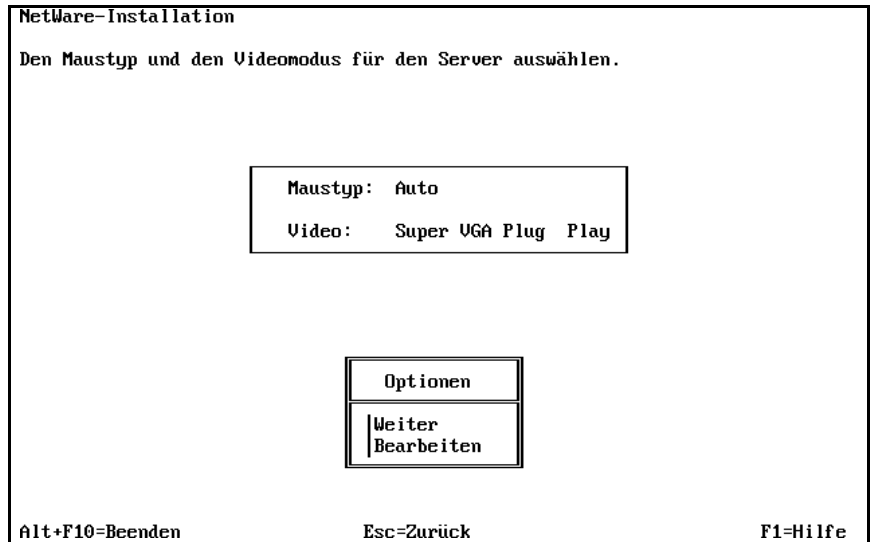 NetWare-Installation
Den Maustyp und den Videomodus für den Server auswählen.
Maustyp: Auto
Video: Super VGA Plug Play
Optionen
Weiter
Bearbeiten
Alt+F10=Beenden Esc=Zurück F1=Hilfe